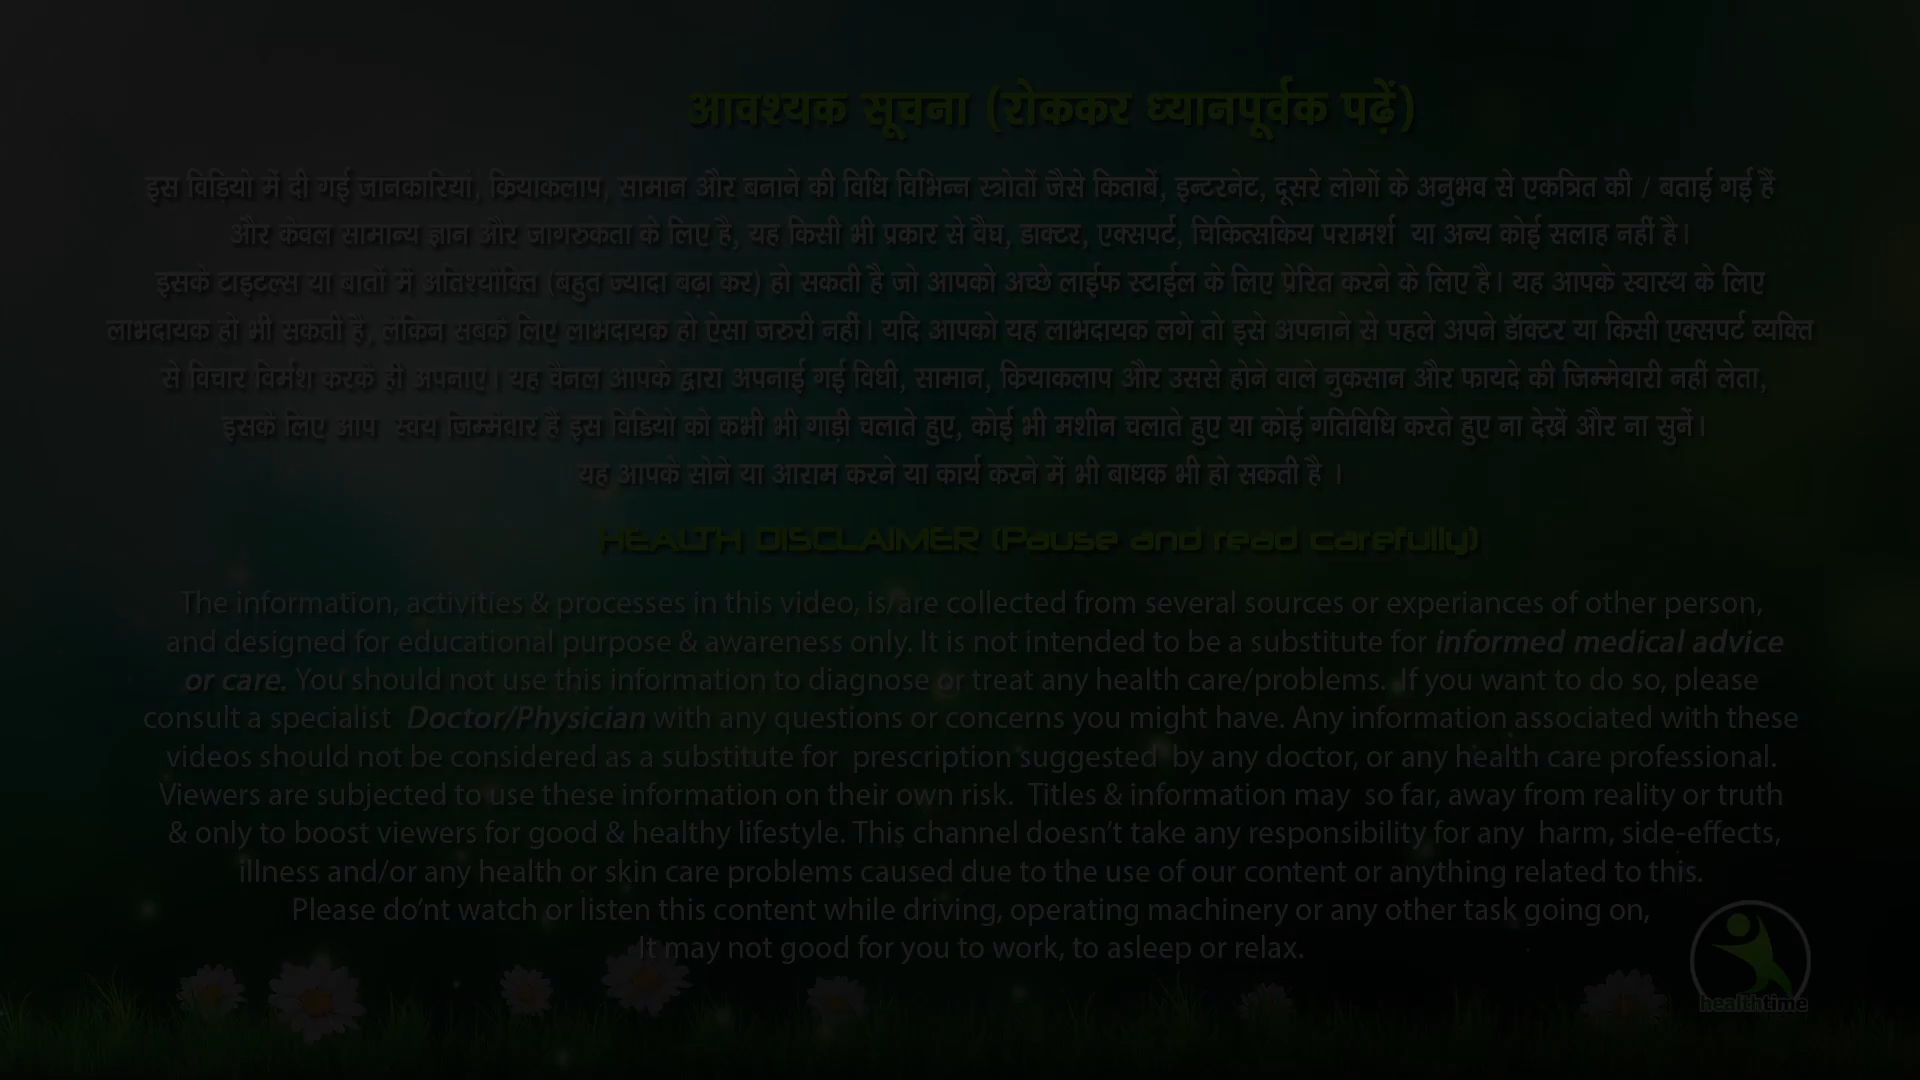 आवश्यक सूचना (रोककर ध्यानपूर्वक पढ़ें)
इस विडियो में दी गई जानकारियां, क्रियाकलाप, सामान और बनाने की विधि विभिन्न स्त्रोतों जैसे किताबें, इन्टरनेट, दूसरे लोगों के अनुभव से एकत्रित की / बताई गई हैं
और केवल सामान्य ज्ञान और जागरुकता के लिए है, यह किसी भी प्रकार से वैघ, डाक्टर, एक्सपर्ट, चिकित्सकिय परामर्श या अन्य कोई सलाह नहीं है।
इसके टाइटल्स या बातों में अतिश्योक्ति (बहुत ज्यादा बढ़ा कर) हो सकती है जो आपको अच्छे लाईफ स्टाईल के लिए प्रेरित करने के लिए है। यह आपके स्वास्थ के लिए
लाभदायक हो भी सकती है, लेकिन सबके लिए लाभदायक हो ऐसा जरुरी नहीं। यदि आपको यह लाभदायक लगे तो इसे अपनाने से पहले अपने डॉक्टर या किसी एक्सपर्ट व्यक्ति
से विचार विर्मश करके ही अपनाए। यह चैनल आपके द्वारा अपनाई गई विधी, सामान, क्रियाकलाप और उससे होने वाले नुकसान और फायदे की जिम्मेवारी नहीं लेता,
इसके लिए आप स्वंय जिम्मेवार हैं इस विडियो को कभी भी गाड़ी चलाते हुए, कोई भी मशीन चलाते हुए या कोई गतिविधि करते हुए ना देखें और ना सुनें।
यह आपके सोने या आराम करने या कार्य करने में भी बाधक भी हो सकती है ।
HEALTH DISCLAIMER (Pause and read carefully)
The information, activities & processes in this video, is/are collected from several sources or experiances of other person,
and designed for educational purpose & awareness only. It is not intended to be a substitute for informed medical advice
or care. You should not use this information to diagnose or treat any health care/problems. If you want to do so, please
consult a specialist Doctor/Physician with any questions or concerns you might have. Any information associated with these
videos should not be considered as a substitute for prescription suggested by any doctor, or any health care professional.
Viewers are subjected to use these information on their own risk. Titles & information may so far, away from reality or truth
& only to boost viewers for good & healthy lifestyle. This channel doesn't take any responsibility for any harm, side-effects,
illness and/or any health or skin care problems caused due to the use of our content or anything related to this.
Please do'nt watch or listen this content while driving, operating machinery or any other task going on,
It may not good for you to work, to asleep or relax.
healthtime